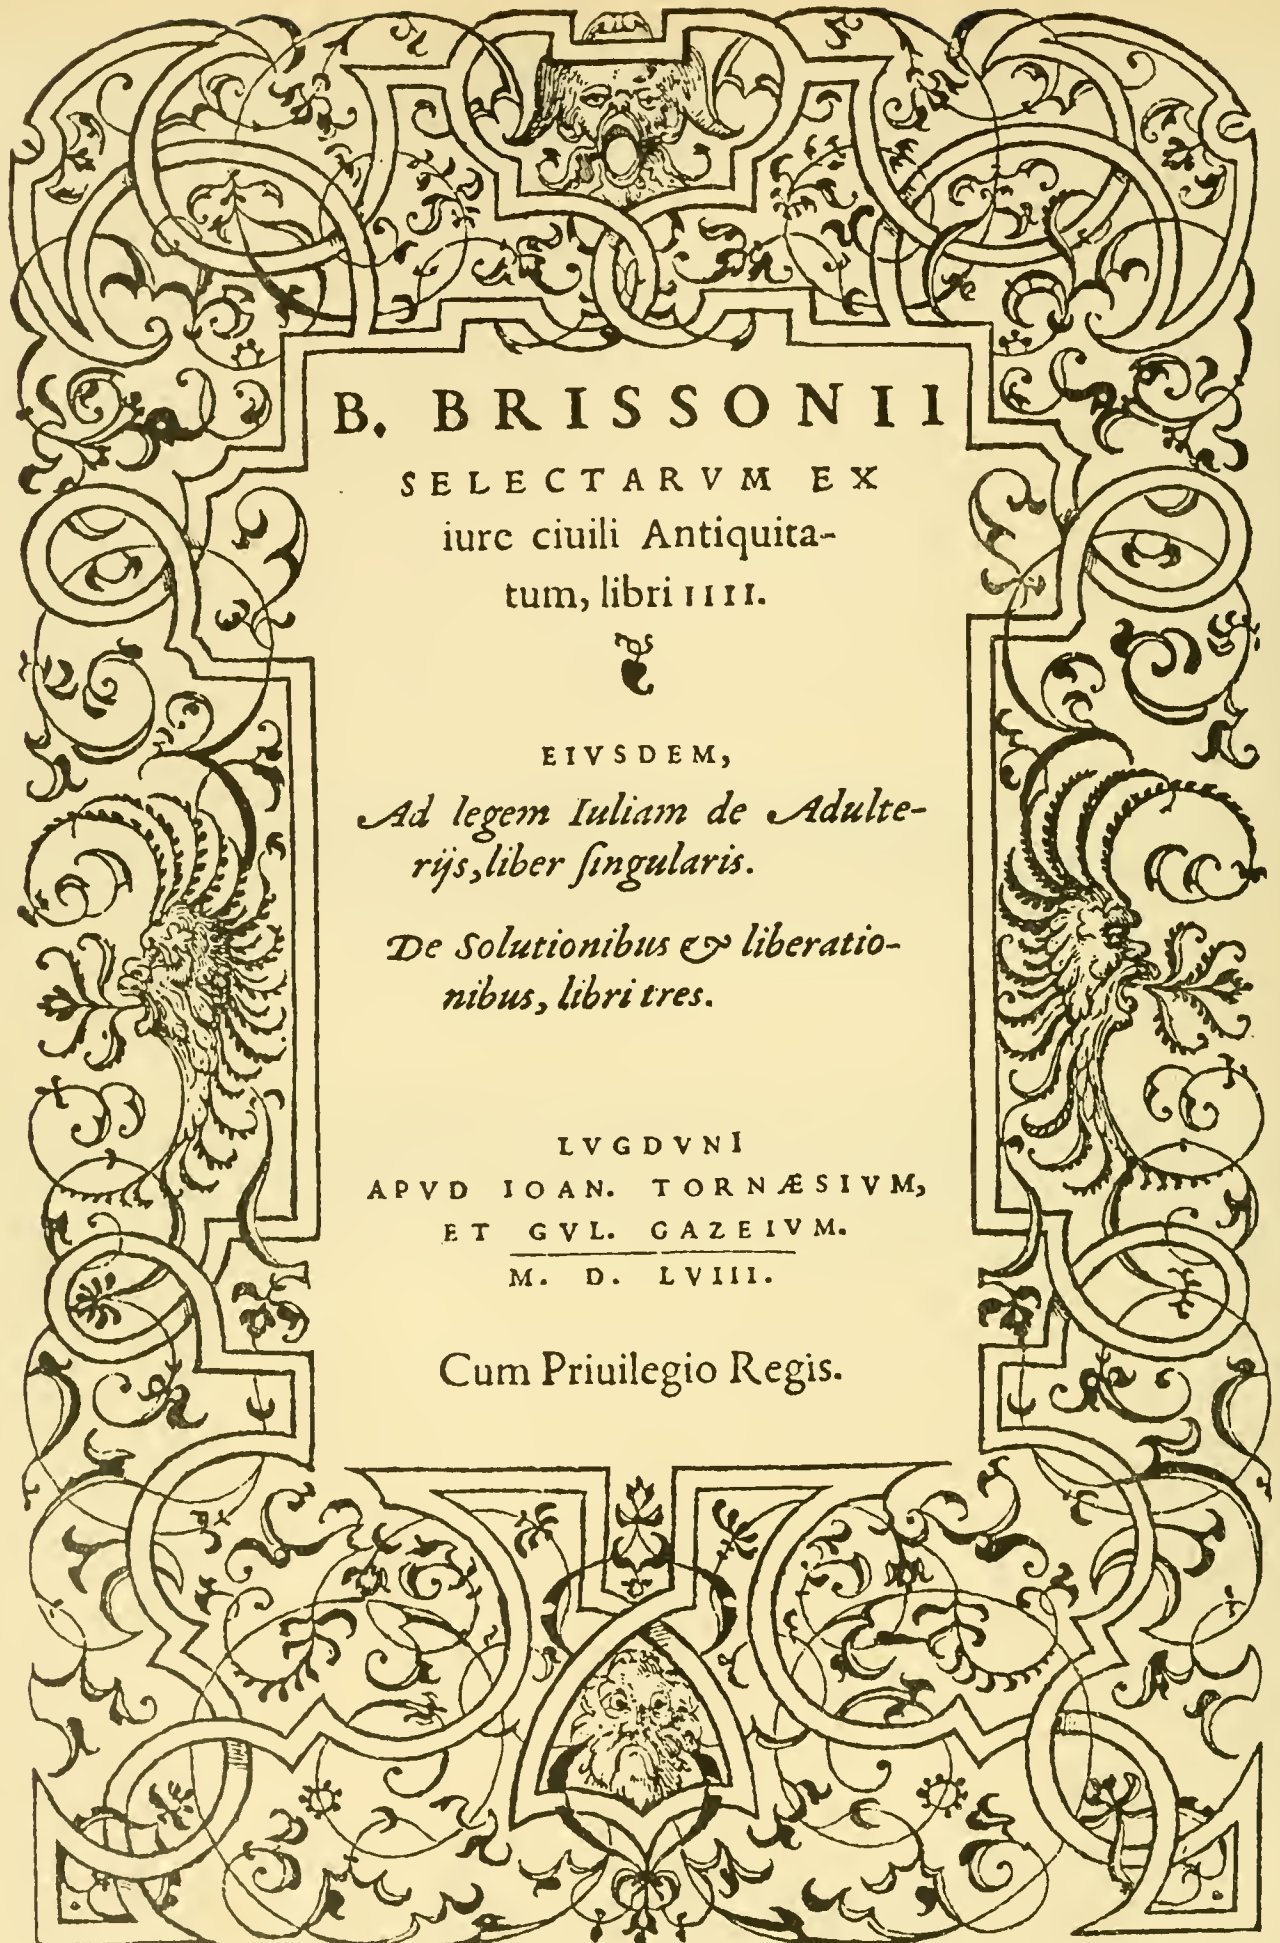 B. BRISSONII
SELECTARVM EX
iure ciuili Antiquita-
tum, libri IIII.
EIVSDEM,
Ad legem Iuliam de Adulte-
rijs, liber ſingularis.
De Solutionibus & liberatio-
nibus, libri tres.
LVGDVNI
APVD IOAN. TORNÆSIVM,
ET GVL. GAZEIVM.
M. D. LVIII.
Cum Priuilegio Regis.